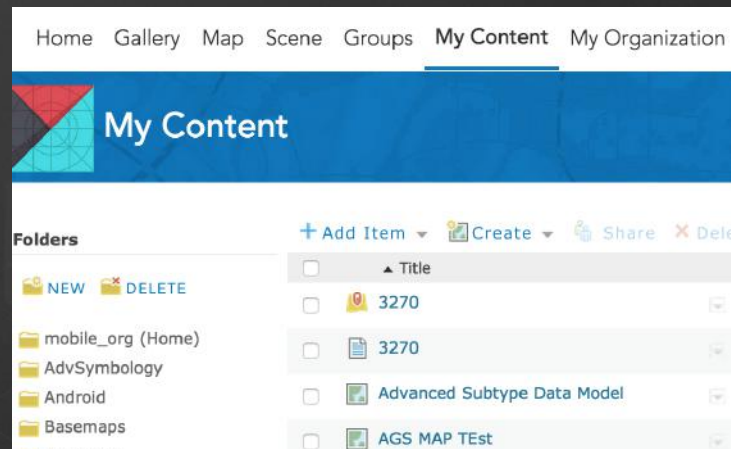 Home Gallery Map Scene Groups My Content My Organization
My Content
Folders
NEW DELETE
mobile_org (Home)
AdvSymbology
Android
Basemaps
+ Add Item Create Share
Title
3270
3270
Advanced Subtype Data Model
AGS MAP TEst